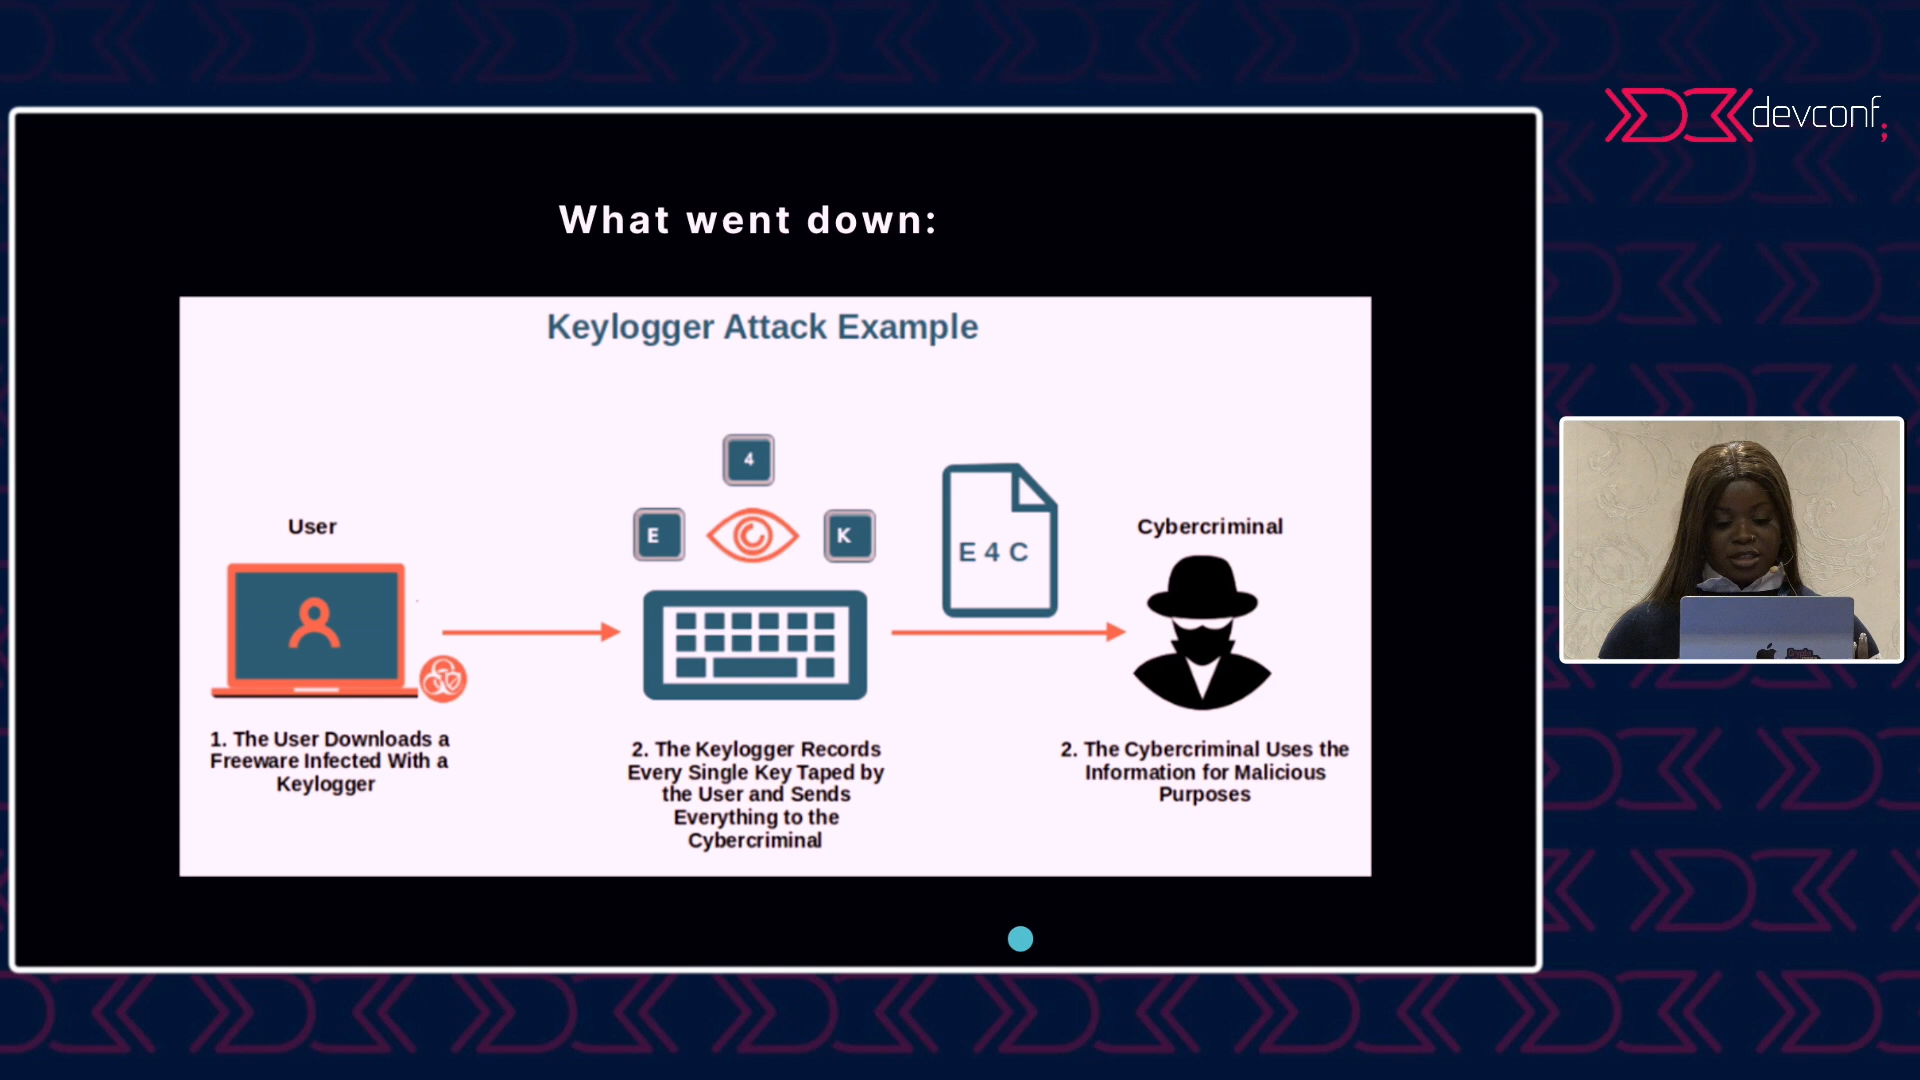 devconf;
What went down:
Keylogger Attack Example
4
E
K
E 4 C
User
Cybercriminal
1. The User Downloads a
Freeware Infected With a
Keylogger
2. The Keylogger Records
Every Single Key Taped by
the User and Sends
Everything to the
Cybercriminal
2. The Cybercriminal Uses the
Information for Malicious
Purposes